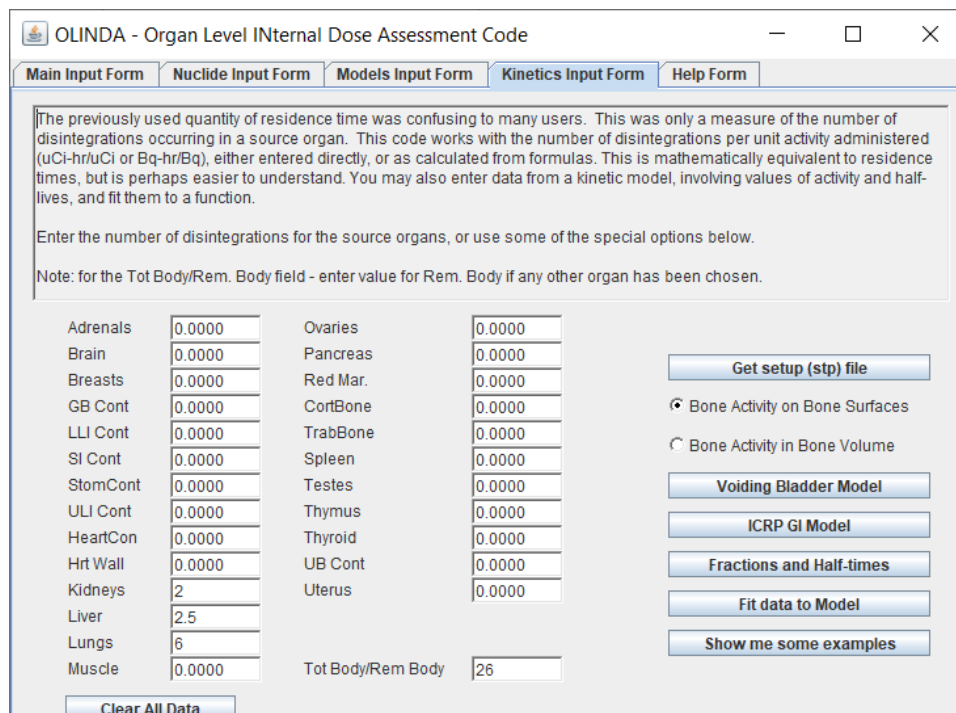 OLINDA - Organ Level INternal Dose Assessment Code
Main Input Form Nuclide Input Form Models Input Form Kinetics Input Form Help Form
The previously used quantity of residence time was confusing to many users. This was only a measure of the number of
disintegrations occurring in a source organ. This code works with the number of disintegrations per unit activity administered
(uCi-hr/uCi or Bq-hr/Bq), either entered directly, or as calculated from formulas. This is mathematically equivalent to residence
times, but is perhaps easier to understand. You may also enter data from a kinetic model, involving values of activity and half-
lives, and fit them to a function.
Enter the number of disintegrations for the source organs, or use some of the special options below.
Note: for the Tot Body/Rem. Body field - enter value for Rem. Body if any other organ has been chosen.
Adrenals 0.0000
Brain 0.0000
Breasts 0.0000
GB Cont 0.0000
LLI Cont 0.0000
SI Cont 0.0000
StomCont 0.0000
ULI Cont 0.0000
HeartCon 0.0000
Hrt Wall 0.0000
Kidneys 2
Liver 2.5
Lungs 6
Muscle 0.0000
Ovaries 0.0000
Pancreas 0.0000
Red Mar. 0.0000
CortBone 0.0000
TrabBone 0.0000
Spleen 0.0000
Testes 0.0000
Thymus 0.0000
Thyroid 0.0000
UB Cont 0.0000
Uterus 0.0000
Tot Body/Rem Body 26
Get setup (stp) file
Bone Activity on Bone Surfaces
Bone Activity in Bone Volume
Voiding Bladder Model
ICRP GI Model
Fractions and Half-times
Fit data to Model
Show me some examples
Clear All Data